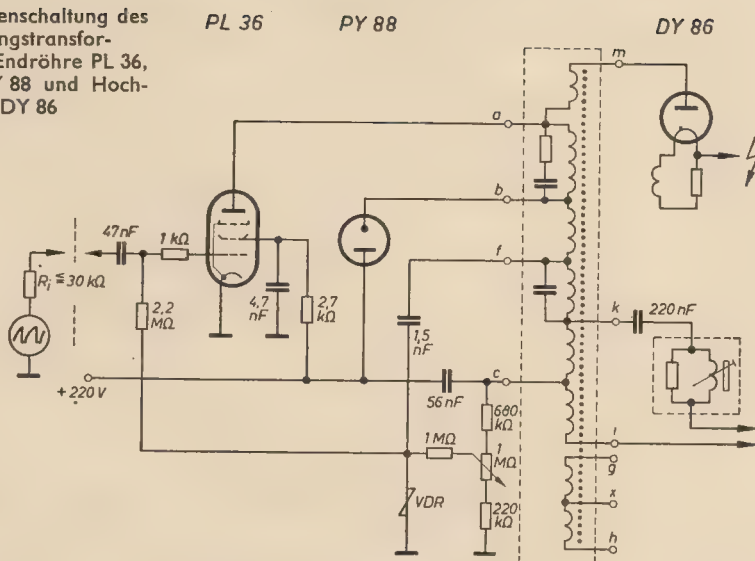 enschaltung des
ngstransfor-
Endröhre PL 36,
Y 88 und Hoch-
DY 86
PL 36
PY 88
DY 86
m
a
b
f
47 nF
1 kΩ
Ri ≦ 30 kΩ
2,2
MΩ
4,7
nF
2,7
kΩ
1,5
nF
k
220 nF
+ 220 V
56 nF
c
680
kΩ
1 MΩ
1
MΩ
VDR
220
kΩ
i
g
x
h